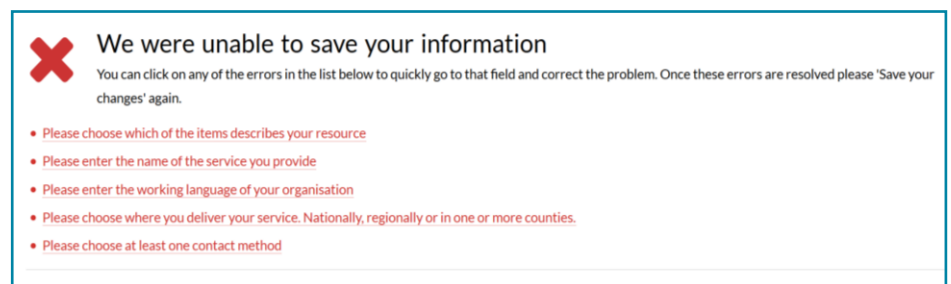 We were unable to save your information
You can click on any of the errors in the list below to quickly go to that field and correct the problem. Once these errors are resolved please 'Save your
changes' again.
• Please choose which of the items describes your resource
• Please enter the name of the service you provide
• Please enter the working language of your organisation
• Please choose where you deliver your service. Nationally, regionally or in one or more counties.
• Please choose at least one contact method